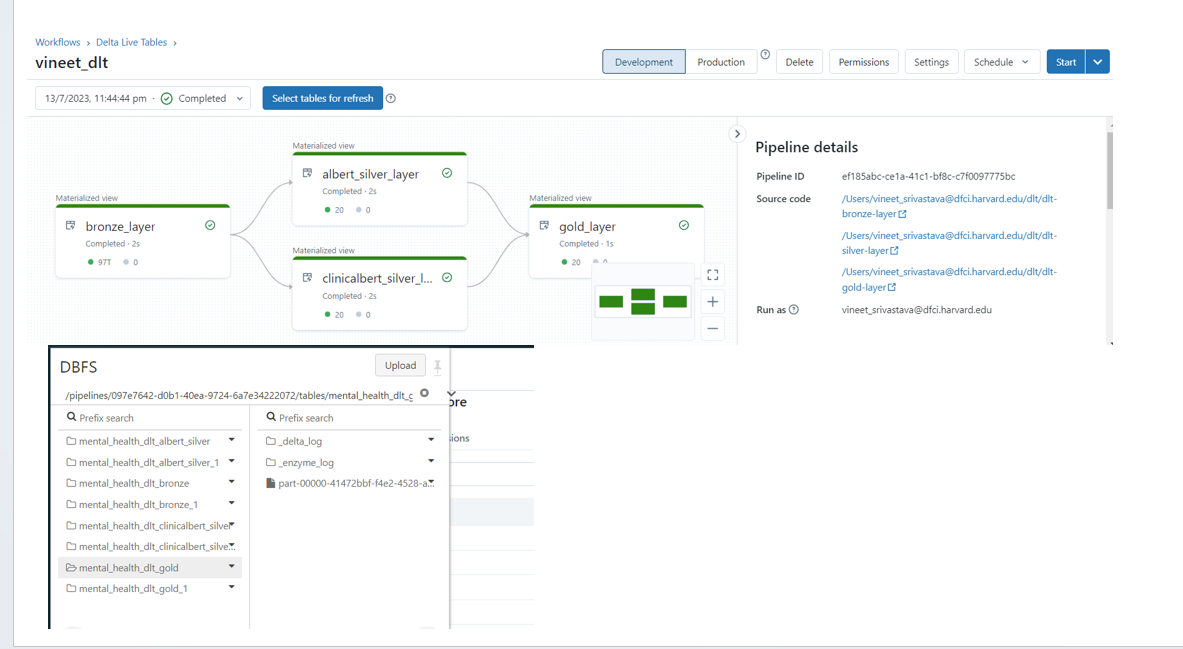 Workflows › Delta Live Tables ›
vineet_dlt
Development Production Delete Permissions Settings Schedule Start
13/7/2023, 11:44:44 pm · Completed Select tables for refresh
Materialized view
albert_silver_layer
Completed · 2s
20 0
Materialized view
bronze_layer
Completed · 2s
97T 0
Materialized view
clinicalbert_silver_l...
Completed · 2s
20 0
Materialized view
gold_layer
Completed · 1s
20 0
Pipeline details
Pipeline ID ef185abc-ce1a-41c1-bf8c-c7f0097775bc
Source code /Users/vineet_srivastava@dfci.harvard.edu/dlt/dlt-
bronze-layer
/Users/vineet_srivastava@dfci.harvard.edu/dlt/dlt-
silver-layer
/Users/vineet_srivastava@dfci.harvard.edu/dlt/dlt-
gold-layer
Run as vineet_srivastava@dfci.harvard.edu
DBFS Upload
/pipelines/097e7642-d0b1-40ea-9724-6a7e34222072/tables/mental_health_dlt_g
Prefix search
mental_health_dlt_albert_silver
mental_health_dlt_albert_silver_1
mental_health_dlt_bronze
mental_health_dlt_bronze_1
mental_health_dlt_clinicalbert_silver
mental_health_dlt_clinicalbert_silve...
mental_health_dlt_gold
mental_health_dlt_gold_1
Prefix search
_delta_log
_enzyme_log
part-00000-41472bbf-f4e2-4528-a...
ore
sions